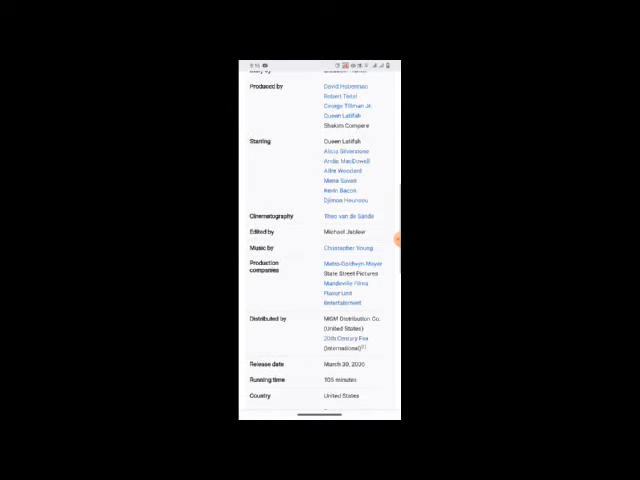 9:16
Produced by
David Hoberman
Robert Teitel
George Tillman Jr.
Queen Latifah
Shakim Compere
Starring
Queen Latifah
Alicia Silverstone
Andie MacDowell
Alfre Woodard
Mena Suvari
Kevin Bacon
Djimon Hounsou
Cinematography
Theo van de Sande
Edited by
Michael Jablow
Music by
Christopher Young
Production
companies
Metro-Goldwyn-Mayer
State Street Pictures
Mandeville Films
Flavor Unit
Entertainment
Distributed by
MGM Distribution Co.
(United States)
20th Century Fox
(International)
Release date
March 30, 2005
Running time
105 minutes
Country
United States